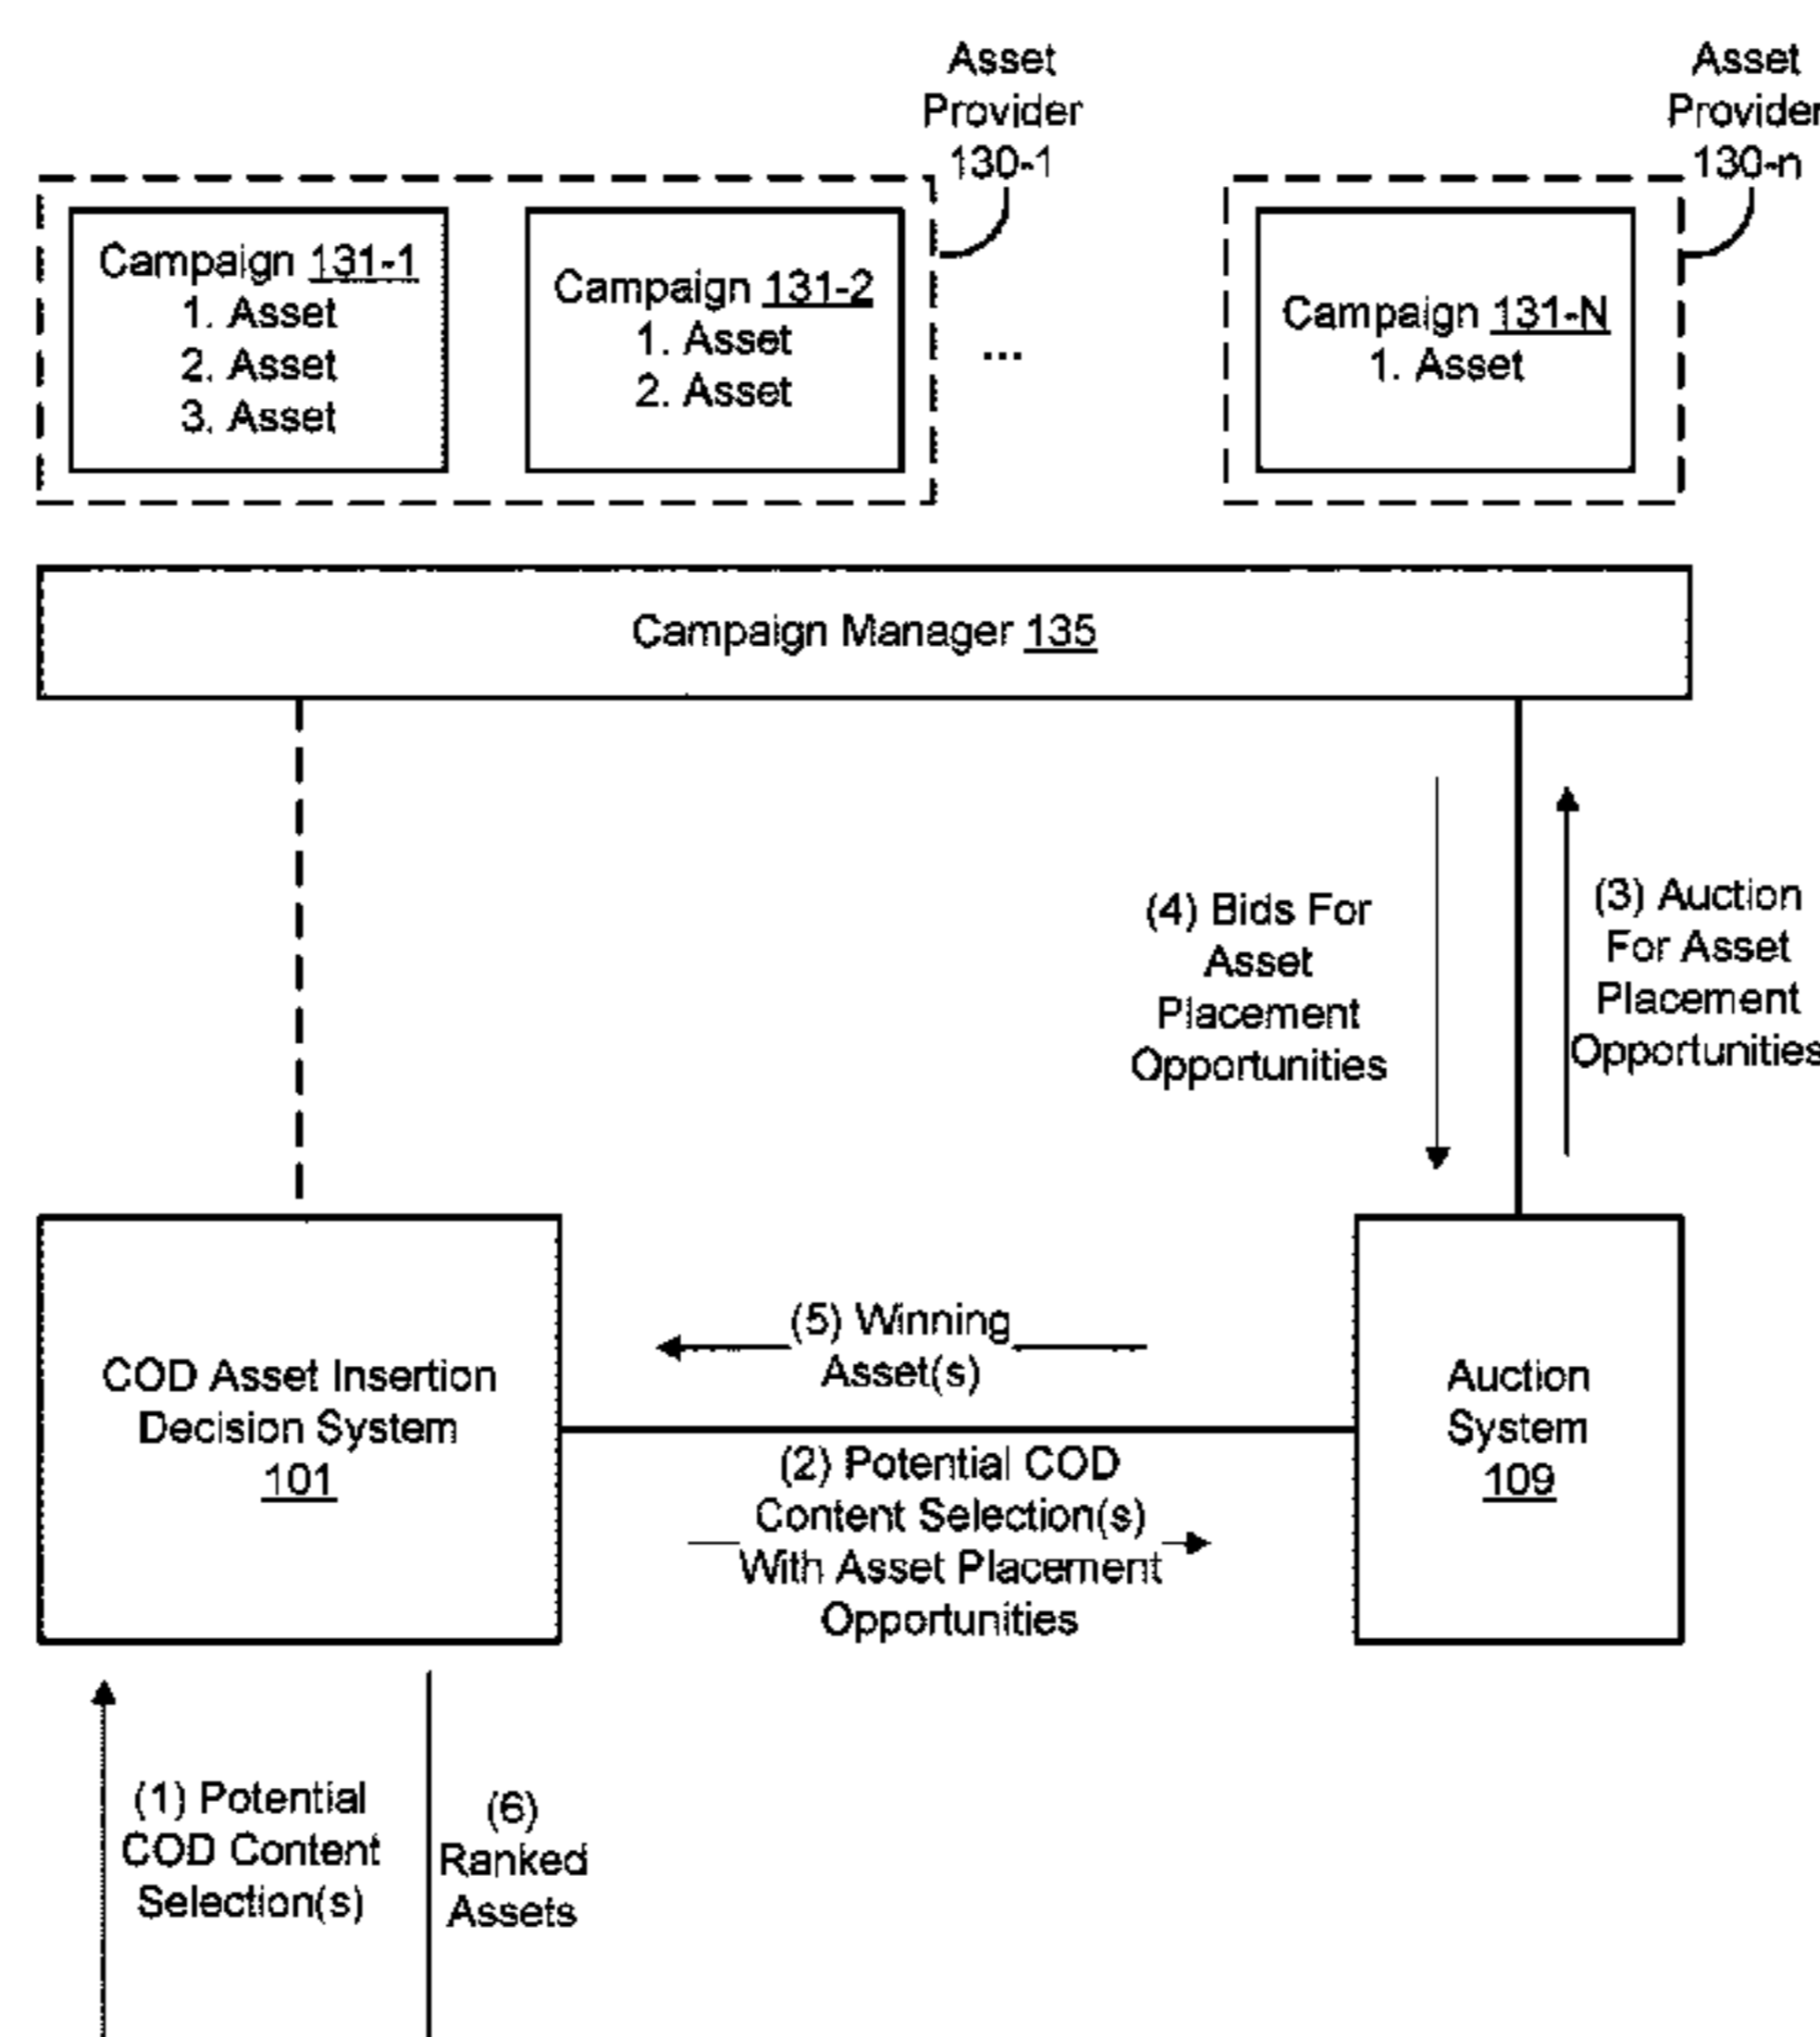 Asset
Provider
130-1
Asset
Provider
130-n
Campaign 131-1
1. Asset
2. Asset
3. Asset
Campaign 131-2
1. Asset
2. Asset
...
Campaign 131-N
1. Asset
Campaign Manager 135
(4) Bids For
Asset
Placement
Opportunities
(3) Auction
For Asset
Placement
Opportunities
COD Asset Insertion
Decision System
101
(5) Winning
Asset(s)
(2) Potential COD
Content Selection(s)
With Asset Placement
Opportunities
Auction
System
109
(1) Potential
COD Content
Selection(s)
(6)
Ranked
Assets